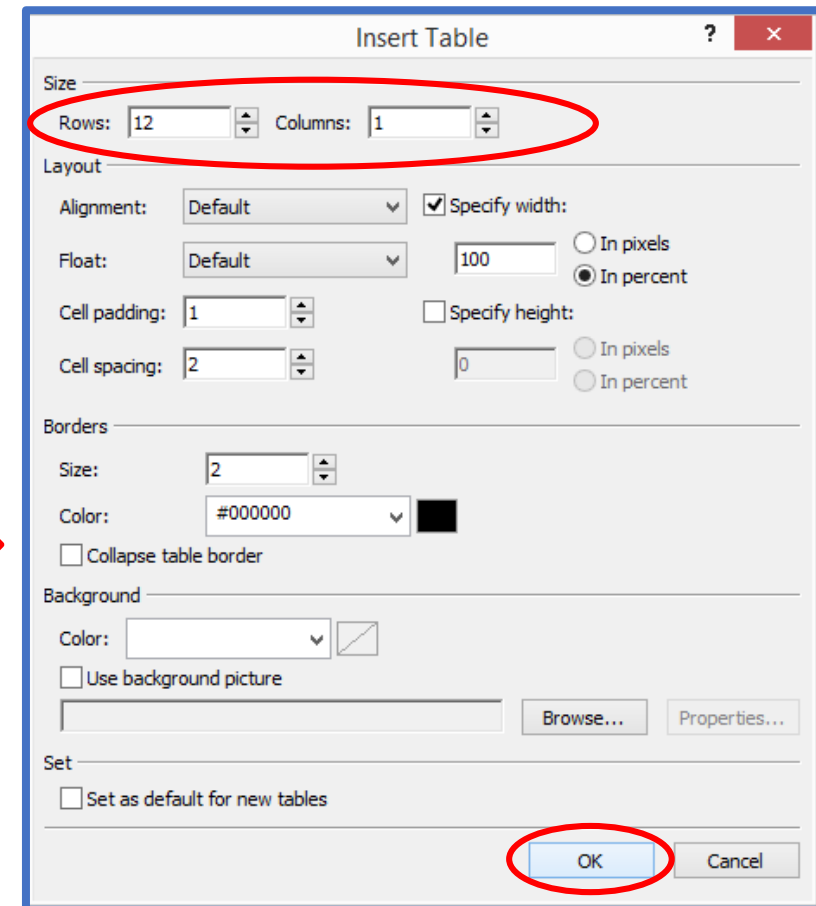 Insert Table ? ×
Size
Rows: 12 Columns: 1
Layout
Alignment: Default Specify width:
Float: Default 100 In pixels
In percent
Cell padding: 1 Specify height:
Cell spacing: 2 0 In pixels
In percent
Borders
Size: 2
Color: #000000
Collapse table border
Background
Color:
Use background picture
Browse... Properties...
Set
Set as default for new tables
OK Cancel